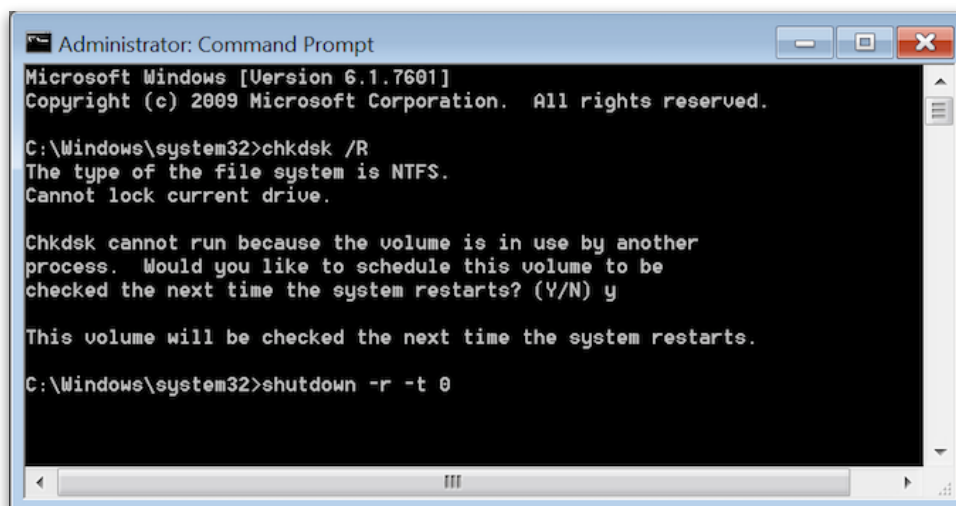 Administrator: Command Prompt
Microsoft Windows [Version 6.1.7601]
Copyright (c) 2009 Microsoft Corporation.  All rights reserved.
C:\Windows\system32>chkdsk /R
The type of the file system is NTFS.
Cannot lock current drive.
Chkdsk cannot run because the volume is in use by another
process.  Would you like to schedule this volume to be
checked the next time the system restarts? (Y/N) y
This volume will be checked the next time the system restarts.
C:\Windows\system32>shutdown -r -t 0